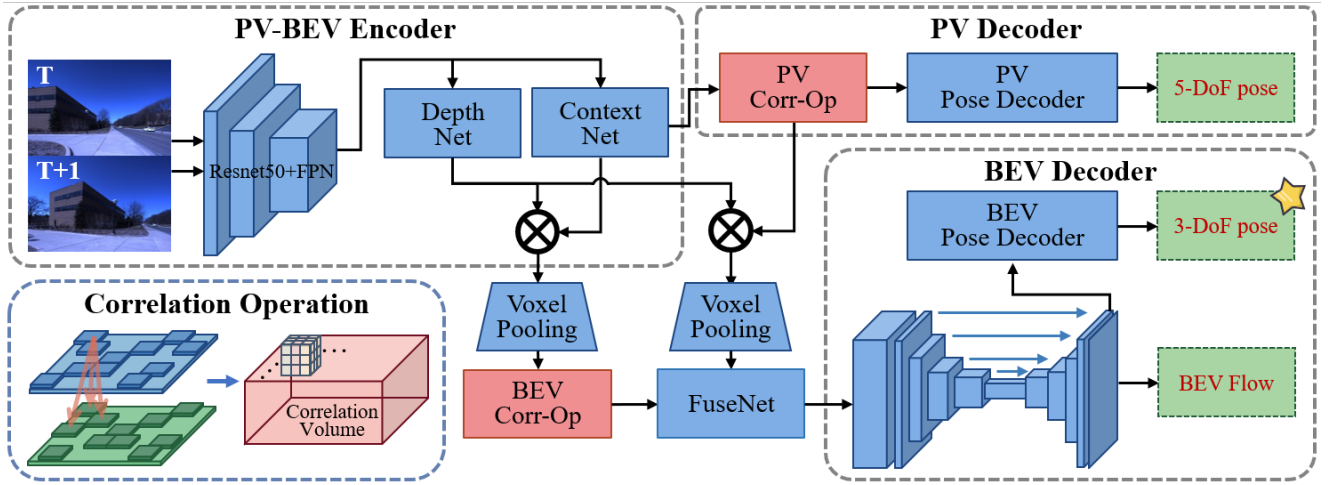 PV-BEV Encoder
T
T+1
Resnet50+FPN
Depth
Net
Context
Net
PV Decoder
PV
Corr-Op
PV
Pose Decoder
5-DoF pose
Correlation Operation
Correlation
Volume
Voxel
Pooling
Voxel
Pooling
BEV
Corr-Op
FuseNet
BEV Decoder
BEV
Pose Decoder
3-DoF pose
BEV Flow